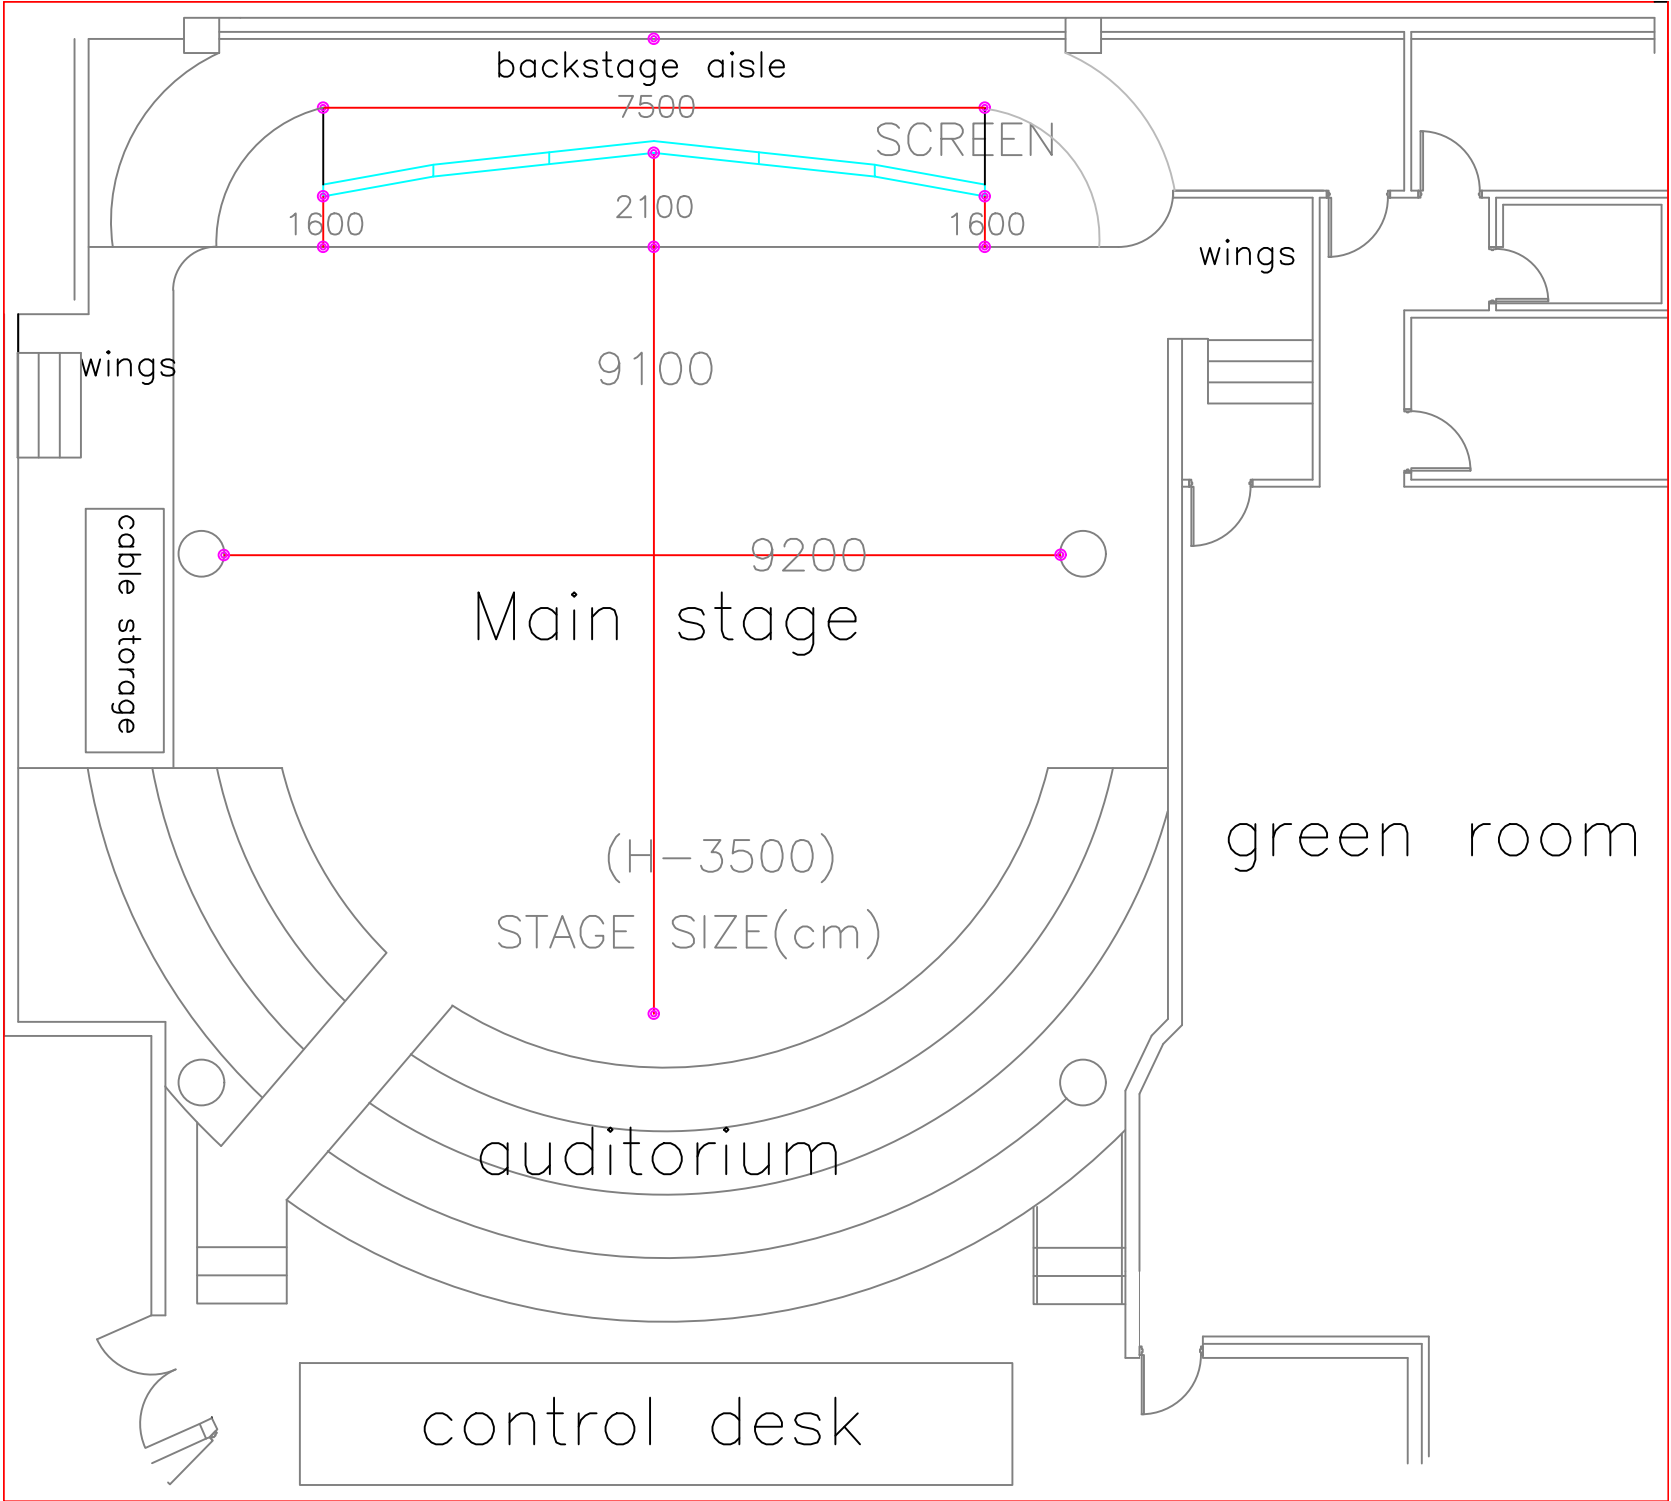 backstage aisle
7500
SCREEN
1600
2100
1600
wings
wings
9100
cable storage
9200
Main stage
green room
(H-3500)
STAGE SIZE(cm)
auditorium
control desk